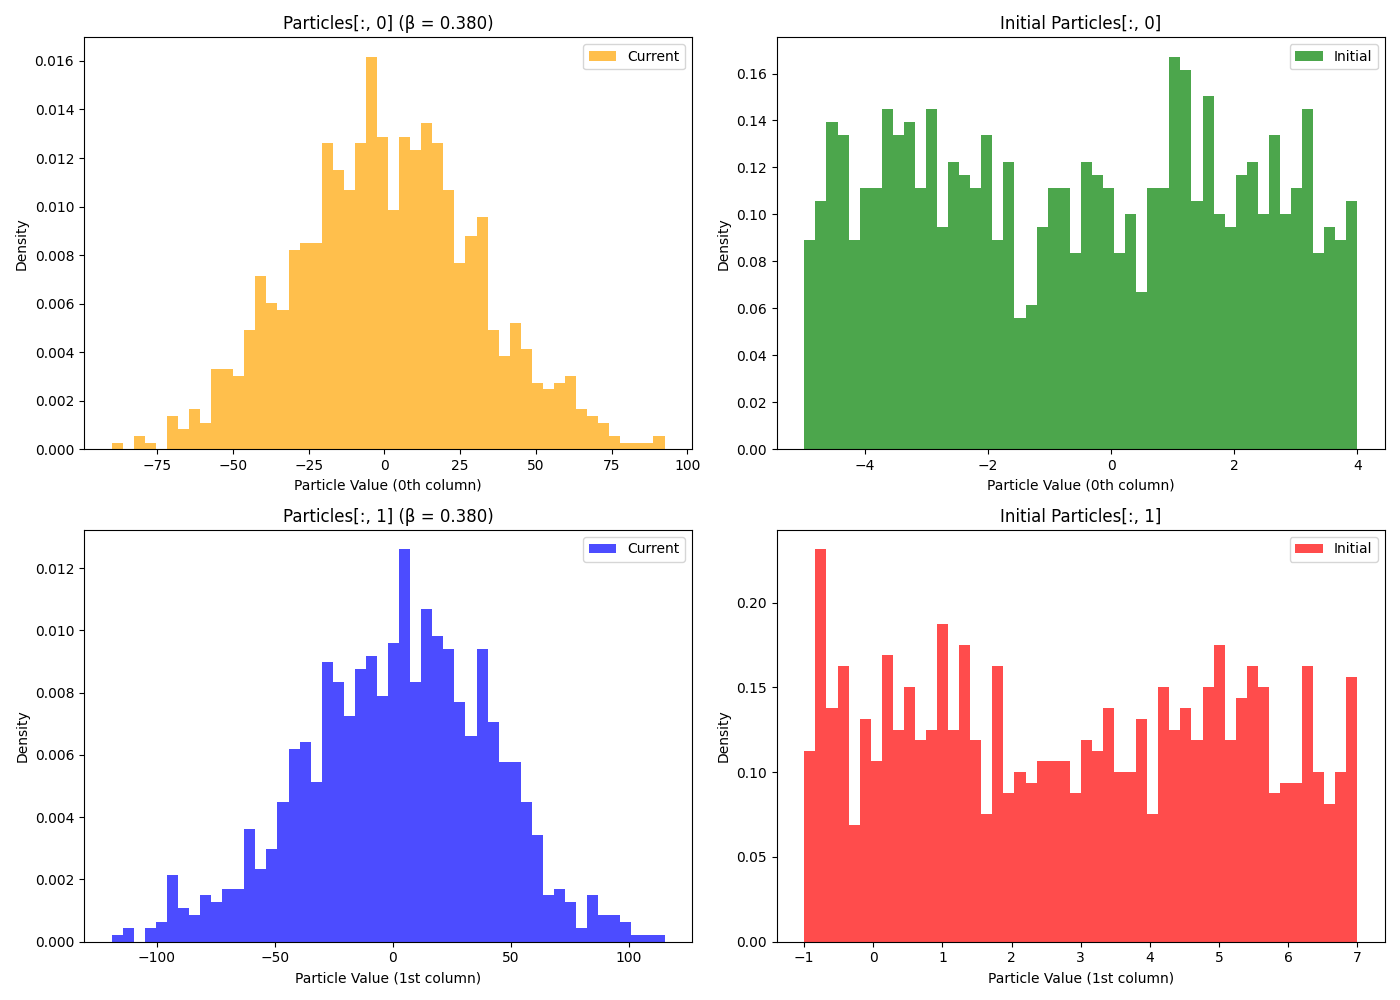 Particles[:, 0] (β = 0.380)
Current
Density
0.016
0.014
0.012
0.010
0.008
0.006
0.004
0.002
0.000
−75 −50 −25 0 25 50 75 100
Particle Value (0th column)
Initial Particles[:, 0]
Initial
Density
0.16
0.14
0.12
0.10
0.08
0.06
0.04
0.02
0.00
−4 −2 0 2 4
Particle Value (0th column)
Particles[:, 1] (β = 0.380)
Current
Density
0.012
0.010
0.008
0.006
0.004
0.002
0.000
−100 −50 0 50 100
Particle Value (1st column)
Initial Particles[:, 1]
Initial
Density
0.20
0.15
0.10
0.05
0.00
−1 0 1 2 3 4 5 6 7
Particle Value (1st column)